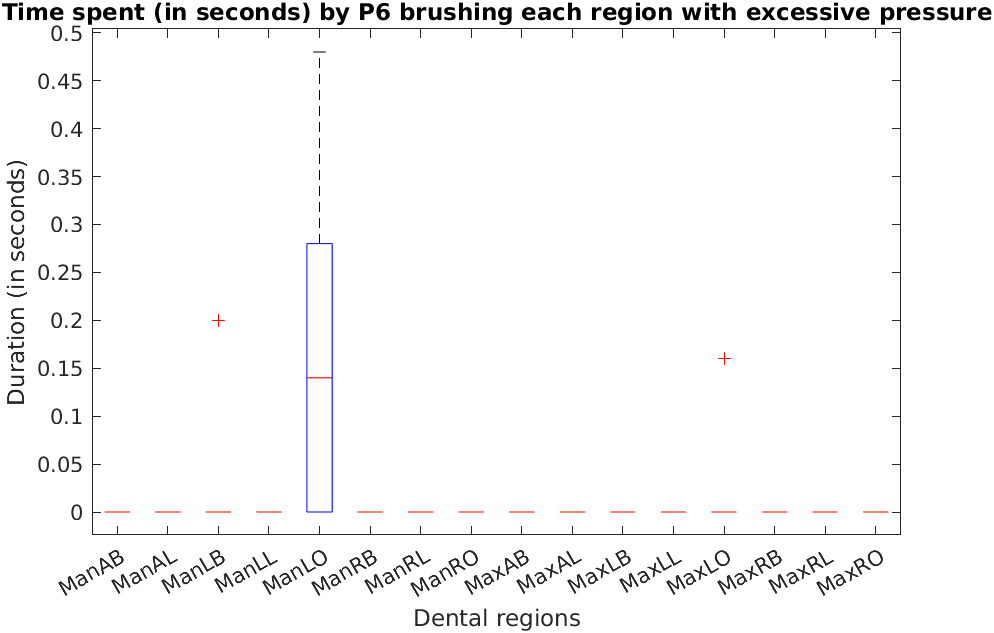 Time spent (in seconds) by P6 brushing each region with excessive pressure
0.5
0.45
0.4
0.35
0.3
0.25
0.2
0.15
0.1
0.05
0
Duration (in seconds)
ManAB
ManAL
ManLB
ManLL
ManLO
ManRB
ManRL
ManRO
MaxAB
MaxAL
MaxLB
MaxLL
MaxLO
MaxRB
MaxRL
MaxRO
Dental regions